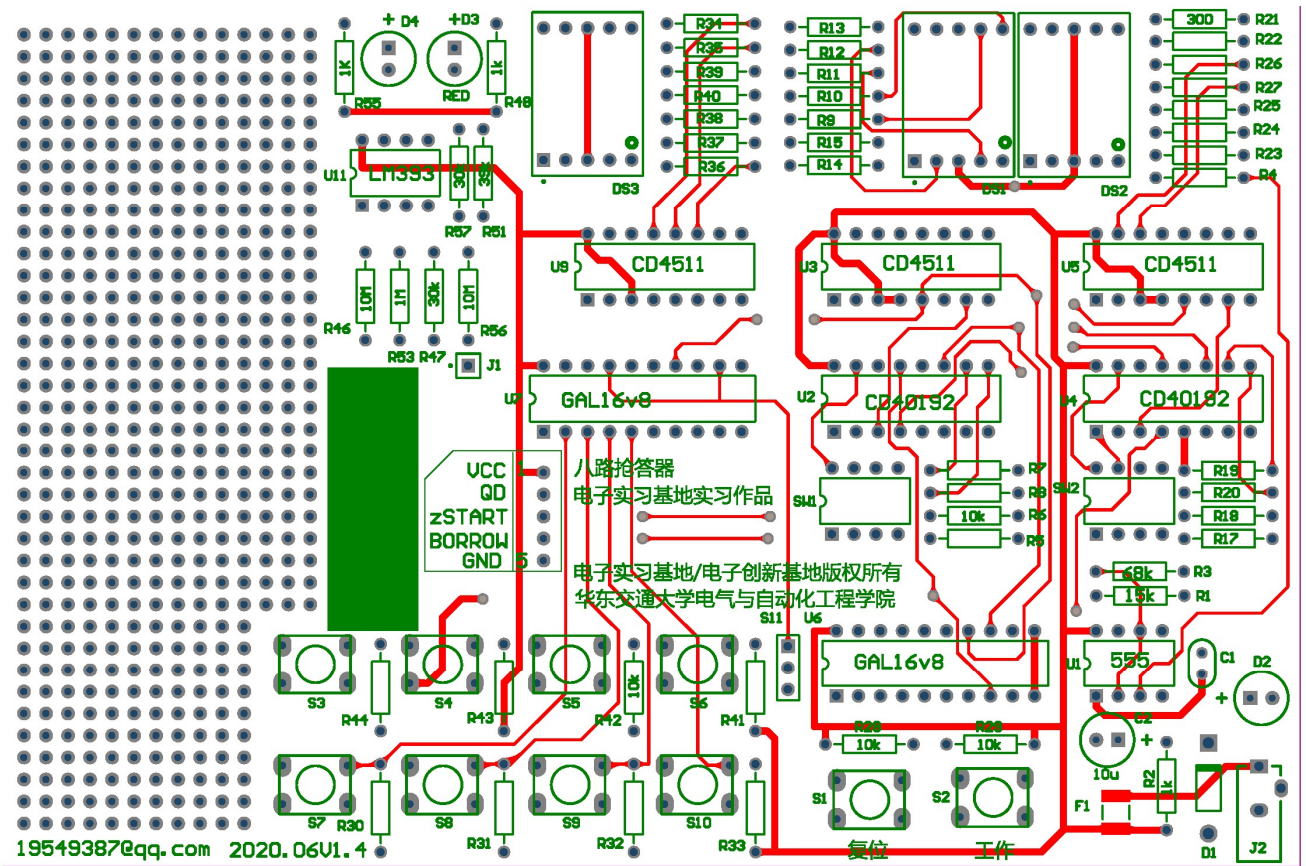 D4
D3
R34
R13
300
R21
R35
R12
R22
1K
1k
R39
R11
R26
RED
R40
R10
R27
R55
R48
R38
R9
R25
R37
R15
R24
R36
R14
R23
U11
LM393
30k
39k
DS3
DS1
DS2
R4
R57
R51
U9
CD4511
U3
CD4511
U5
CD4511
10M
1M
30k
10M
R46
R56
R53
R47
J1
U7
GAL16v8
U2
CD40192
U4
CD40192
VCC 1
八路抢答器
R7
R19
QD
电子实习基地实习作品
SW1
R8
SW2
R20
zSTART
10k
R6
R18
BORROW
R5
R17
GND 5
电子实习基地/电子创新基地版权所有
68k
R3
华东交通大学电气与自动化工程学院
15k
R1
S11
U6
GAL16v8
U1
555
C1
D2
S3
S4
S5
S6
R44
R43
10k
R42
R41
C2
10k
10k
10u
S7
S8
S9
S10
S1
S2
R2
1k
F1
R30
R31
R32
R33
19549387@qq.com
2020.06V1.4
复位
工作
D1
J2